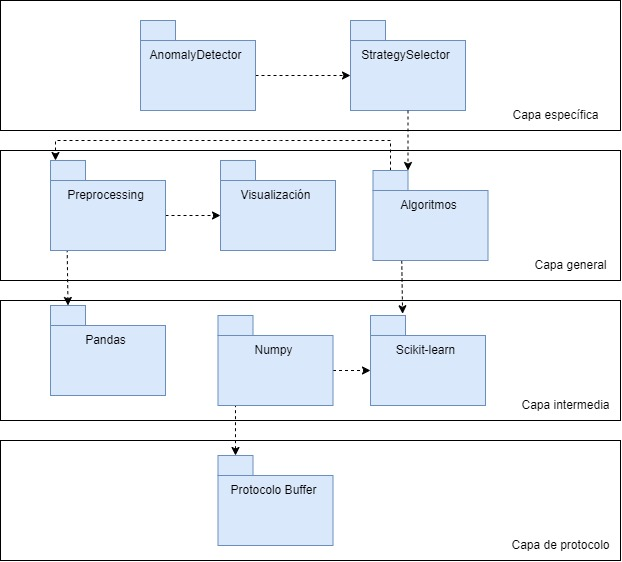 AnomalyDetector
StrategySelector
Capa específica
Preprocessing
Visualización
Algoritmos
Capa general
Pandas
Numpy
Scikit-learn
Capa intermedia
Protocolo Buffer
Capa de protocolo